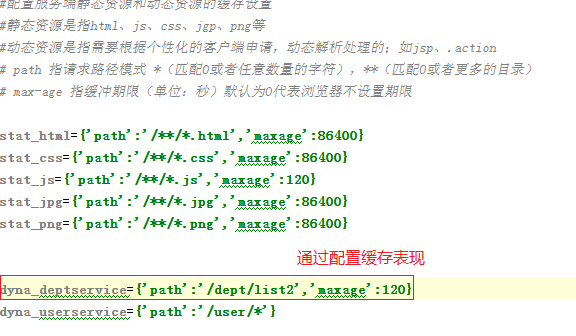 #配置服务端静态资源和动态资源的缓存设置
#静态资源是指html、js、css、jgp、png等
#动态资源是指需要根据个性化的客户端申请，动态解析处理的；如jsp、.action
# path 指请求路径模式 *（匹配0或者任意数量的字符），**（匹配0或者更多的目录）
# max-age 指缓冲期限（单位：秒）默认为0代表浏览器不设置期限
stat_html={'path':'/**/*.html','maxage':86400}
stat_css={'path':'/**/*.css','maxage':86400}
stat_js={'path':'/**/*.js','maxage':120}
stat_jpg={'path':'/**/*.jpg','maxage':86400}
stat_png={'path':'/**/*.png','maxage':86400}
通过配置缓存表现
dyna_deptservice={'path':'/dept/list2','maxage':120}
dyna_userservice={'path':'/user/*'}